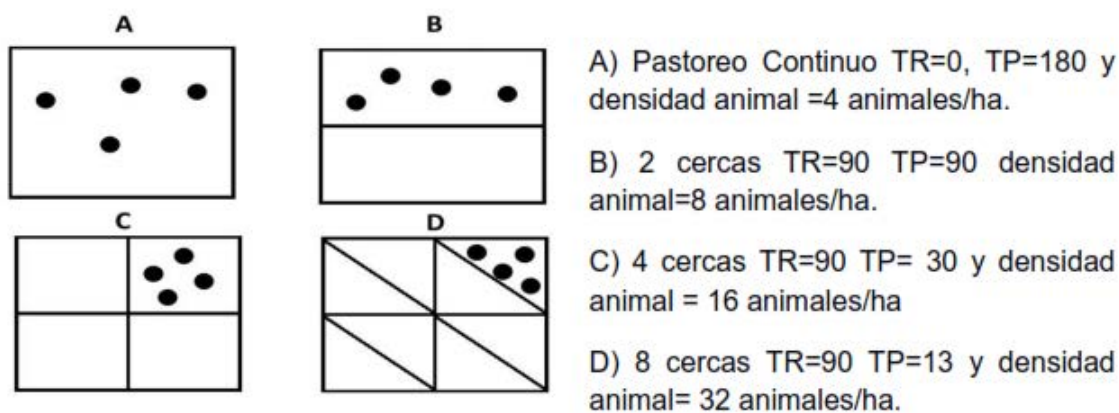 A
B
C
D
A) Pastoreo Continuo TR=0, TP=180 y
densidad animal =4 animales/ha.
B) 2 cercas TR=90 TP=90 densidad
animal=8 animales/ha.
C) 4 cercas TR=90 TP= 30 y densidad
animal = 16 animales/ha
D) 8 cercas TR=90 TP=13 y densidad
animal= 32 animales/ha.